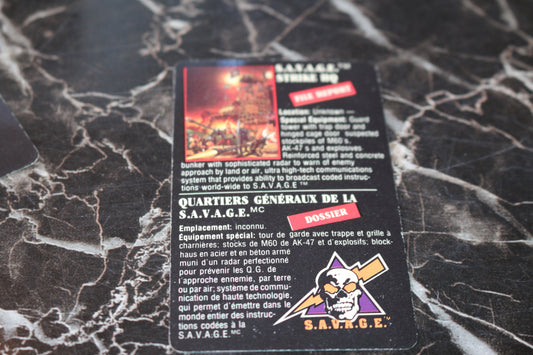 S.A.V.A.G.E.™
STRIKE HQ
FILE REPORT
Location: Unknown —
Special Equipment: Guard
tower with trap door and
hinged cage door suspected
stockpiles of M60 s,
AK-47 s and explosives
Reinforced steel and concrete
bunker with sophisticated radar to warn of enemy
approach by land or air, ultra high-tech communications
system that provides ability to broadcast coded instruc-
tions world-wide to S.A.V.A.G.E ™
QUARTIERS GÉNÉRAUX DE LA
S.A.V.A.G.E.MC
DOSSIER
Emplacement: inconnu.
Équipement spécial: tour de garde avec trappe et grille à
charnières; stocks de M60 de AK-47 et d'explosifs; block-
haus en acier et en béton armé
muni d'un radar perfectionné
pour prévenir les Q.G. de
l'approche ennemie, par terre
ou par air; système de commu-
nication de haute technologie,
qui permet d'émettre dans le
monde entier des instruc-
tions codées à la
S.A.V.A.G.E.MC
S.A.V.A.G.E.™